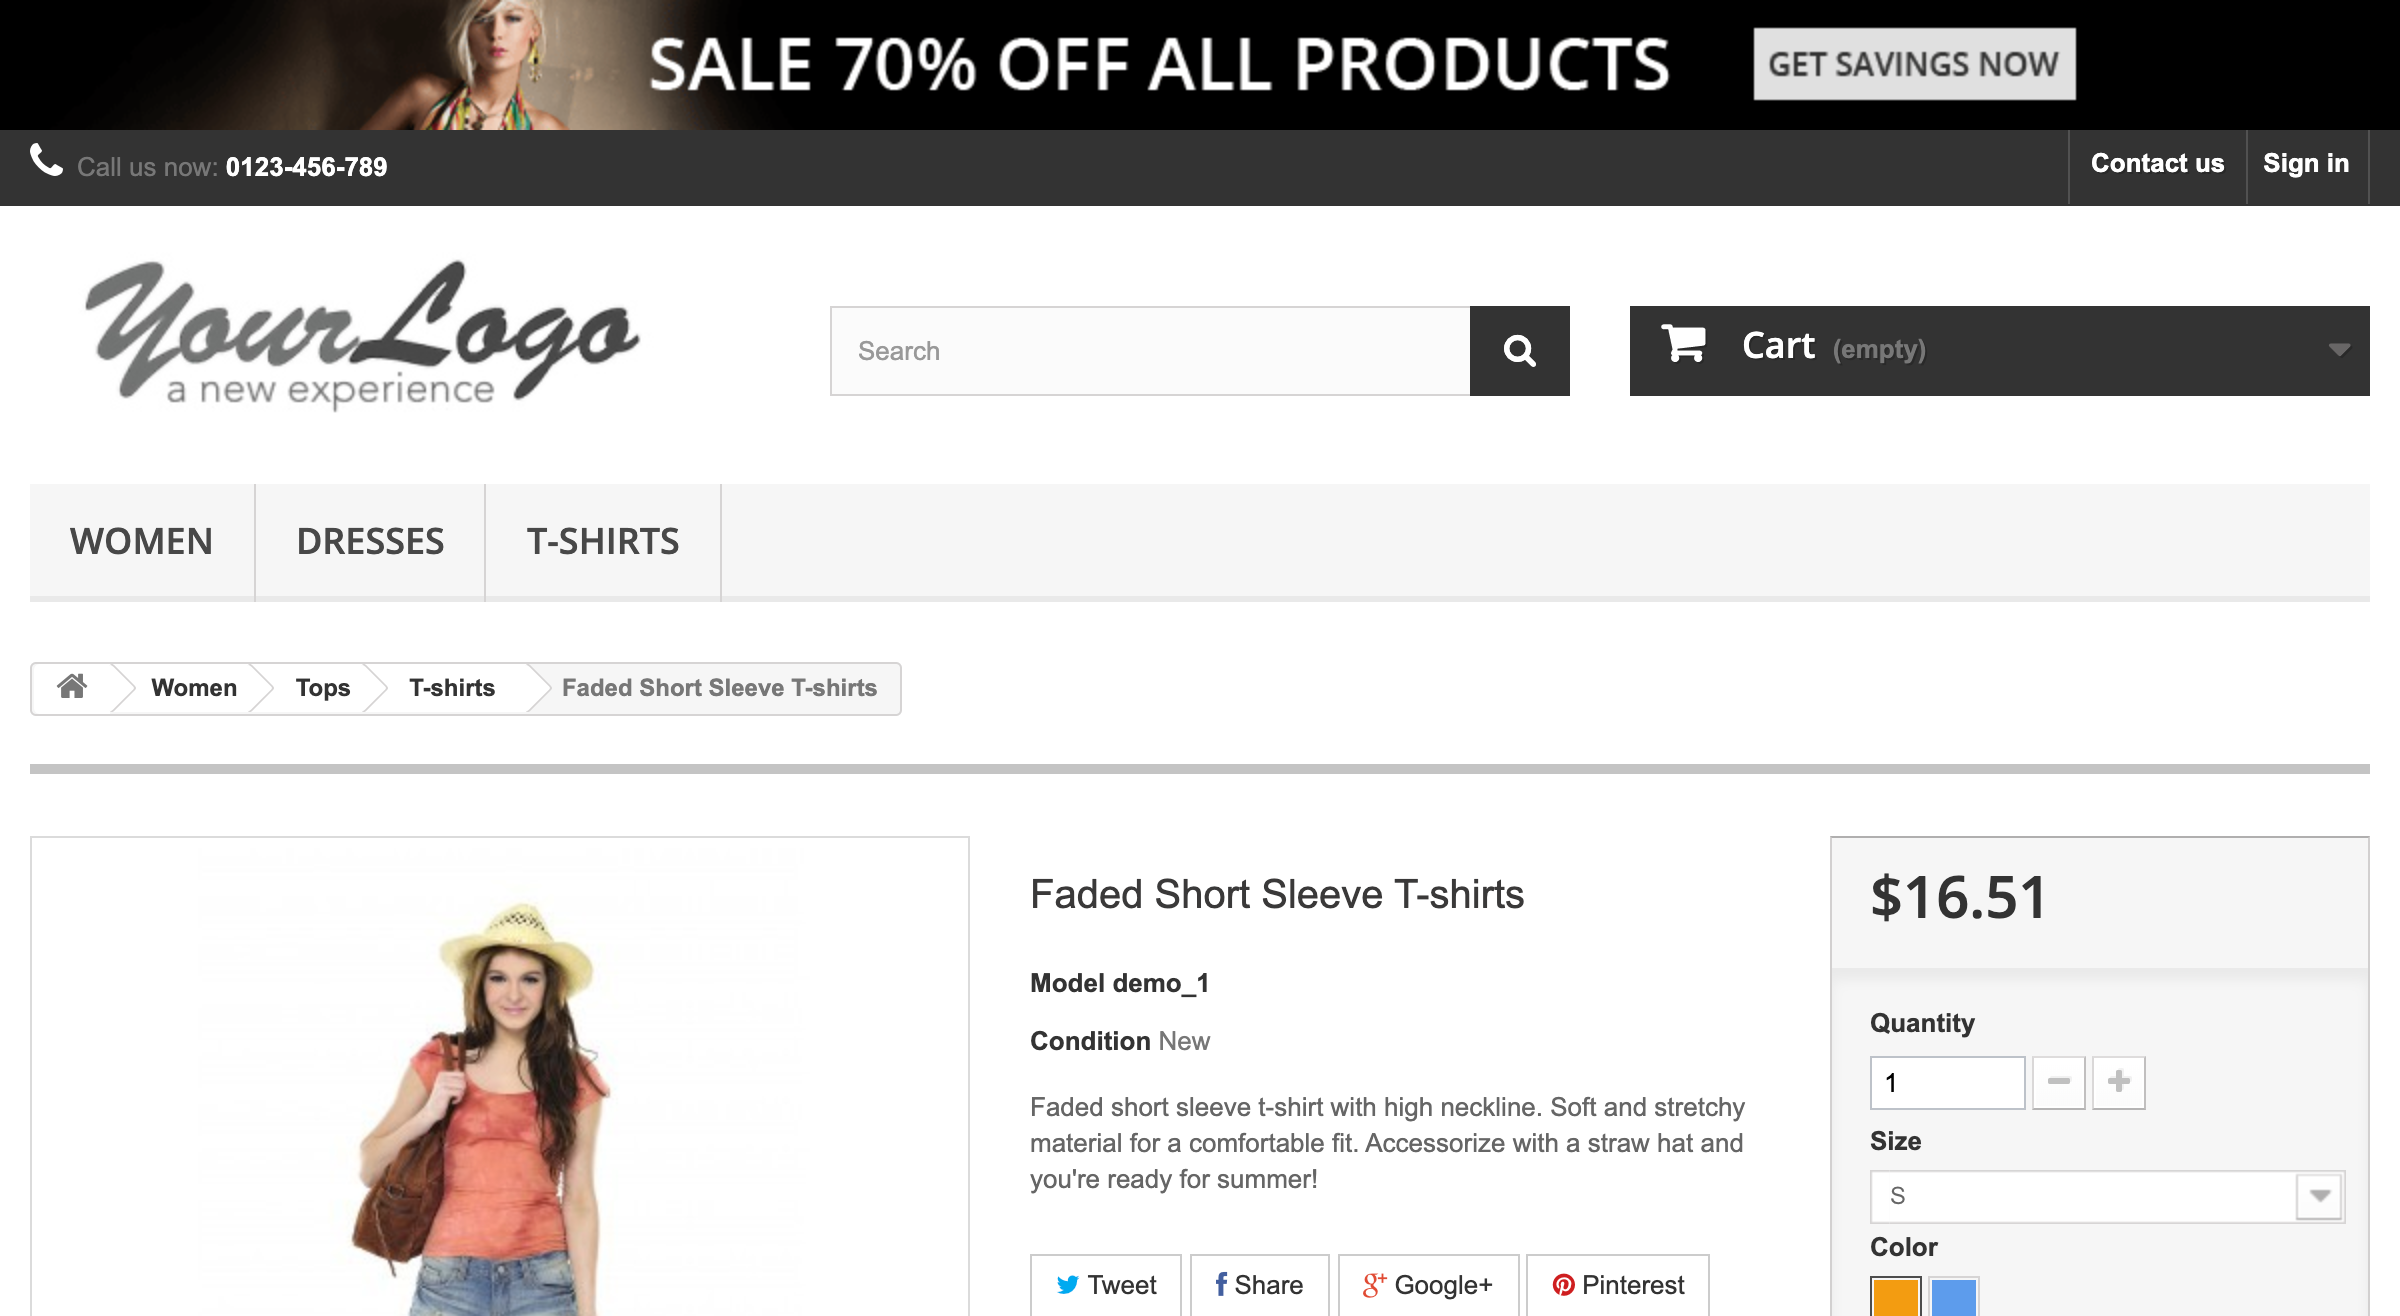 SALE 70% OFF ALL PRODUCTS
GET SAVINGS NOW
Call us now: 0123-456-789
Contact us
Sign in
YourLogo
a new experience
Search
Cart (empty)
WOMEN
DRESSES
T-SHIRTS
Women
Tops
T-shirts
Faded Short Sleeve T-shirts
Faded Short Sleeve T-shirts
Model demo_1
Condition New
Faded short sleeve t-shirt with high neckline. Soft and stretchy
material for a comfortable fit. Accessorize with a straw hat and
you're ready for summer!
Tweet
Share
Google+
Pinterest
$16.51
Quantity
1
Size
S
Color